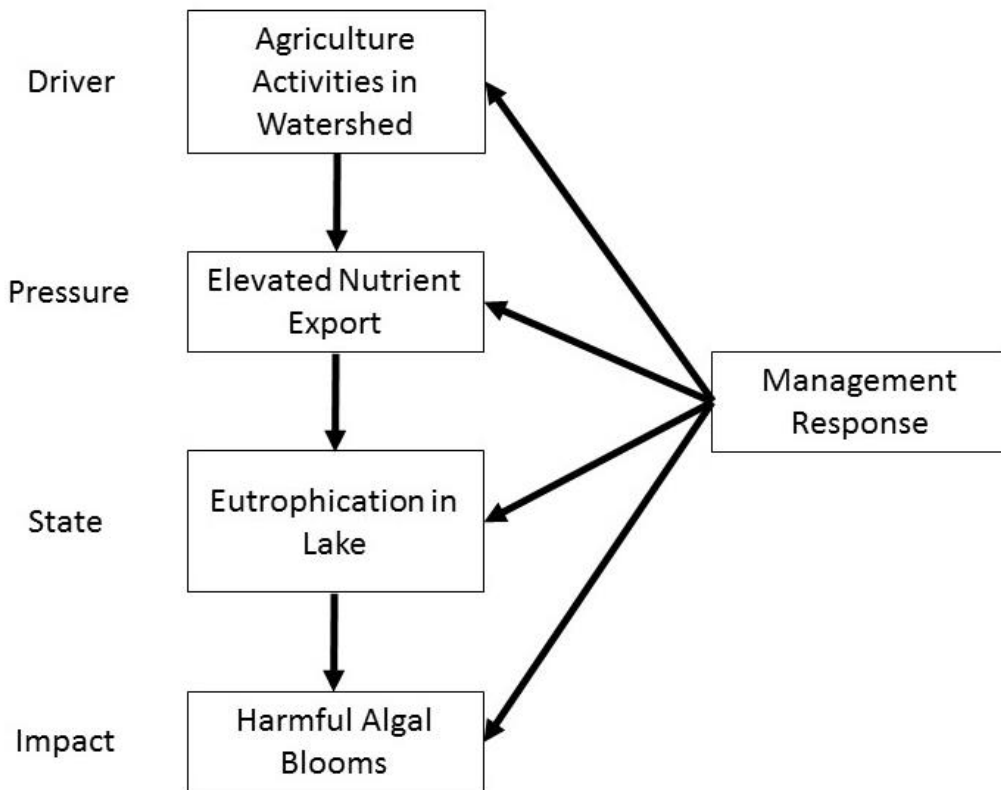 Driver
Agriculture
Activities in
Watershed
Pressure
Elevated Nutrient
Export
Management
Response
State
Eutrophication in
Lake
Impact
Harmful Algal
Blooms